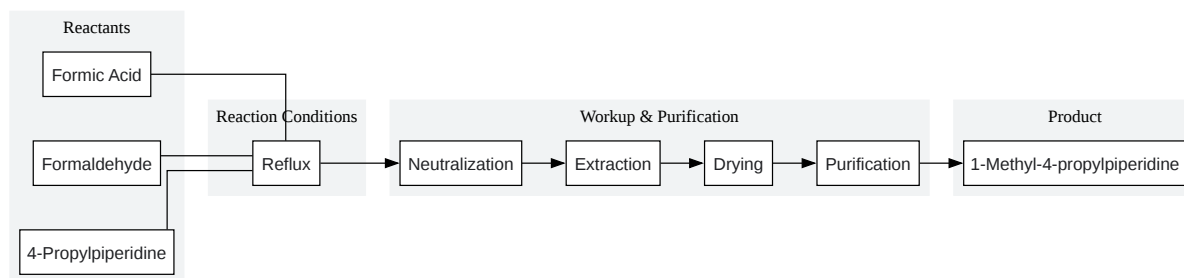 Reactants
Formic Acid
Formaldehyde
4-Propylpiperidine
Reaction Conditions
Reflux
Workup & Purification
Neutralization
Extraction
Drying
Purification
Product
1-Methyl-4-propylpiperidine